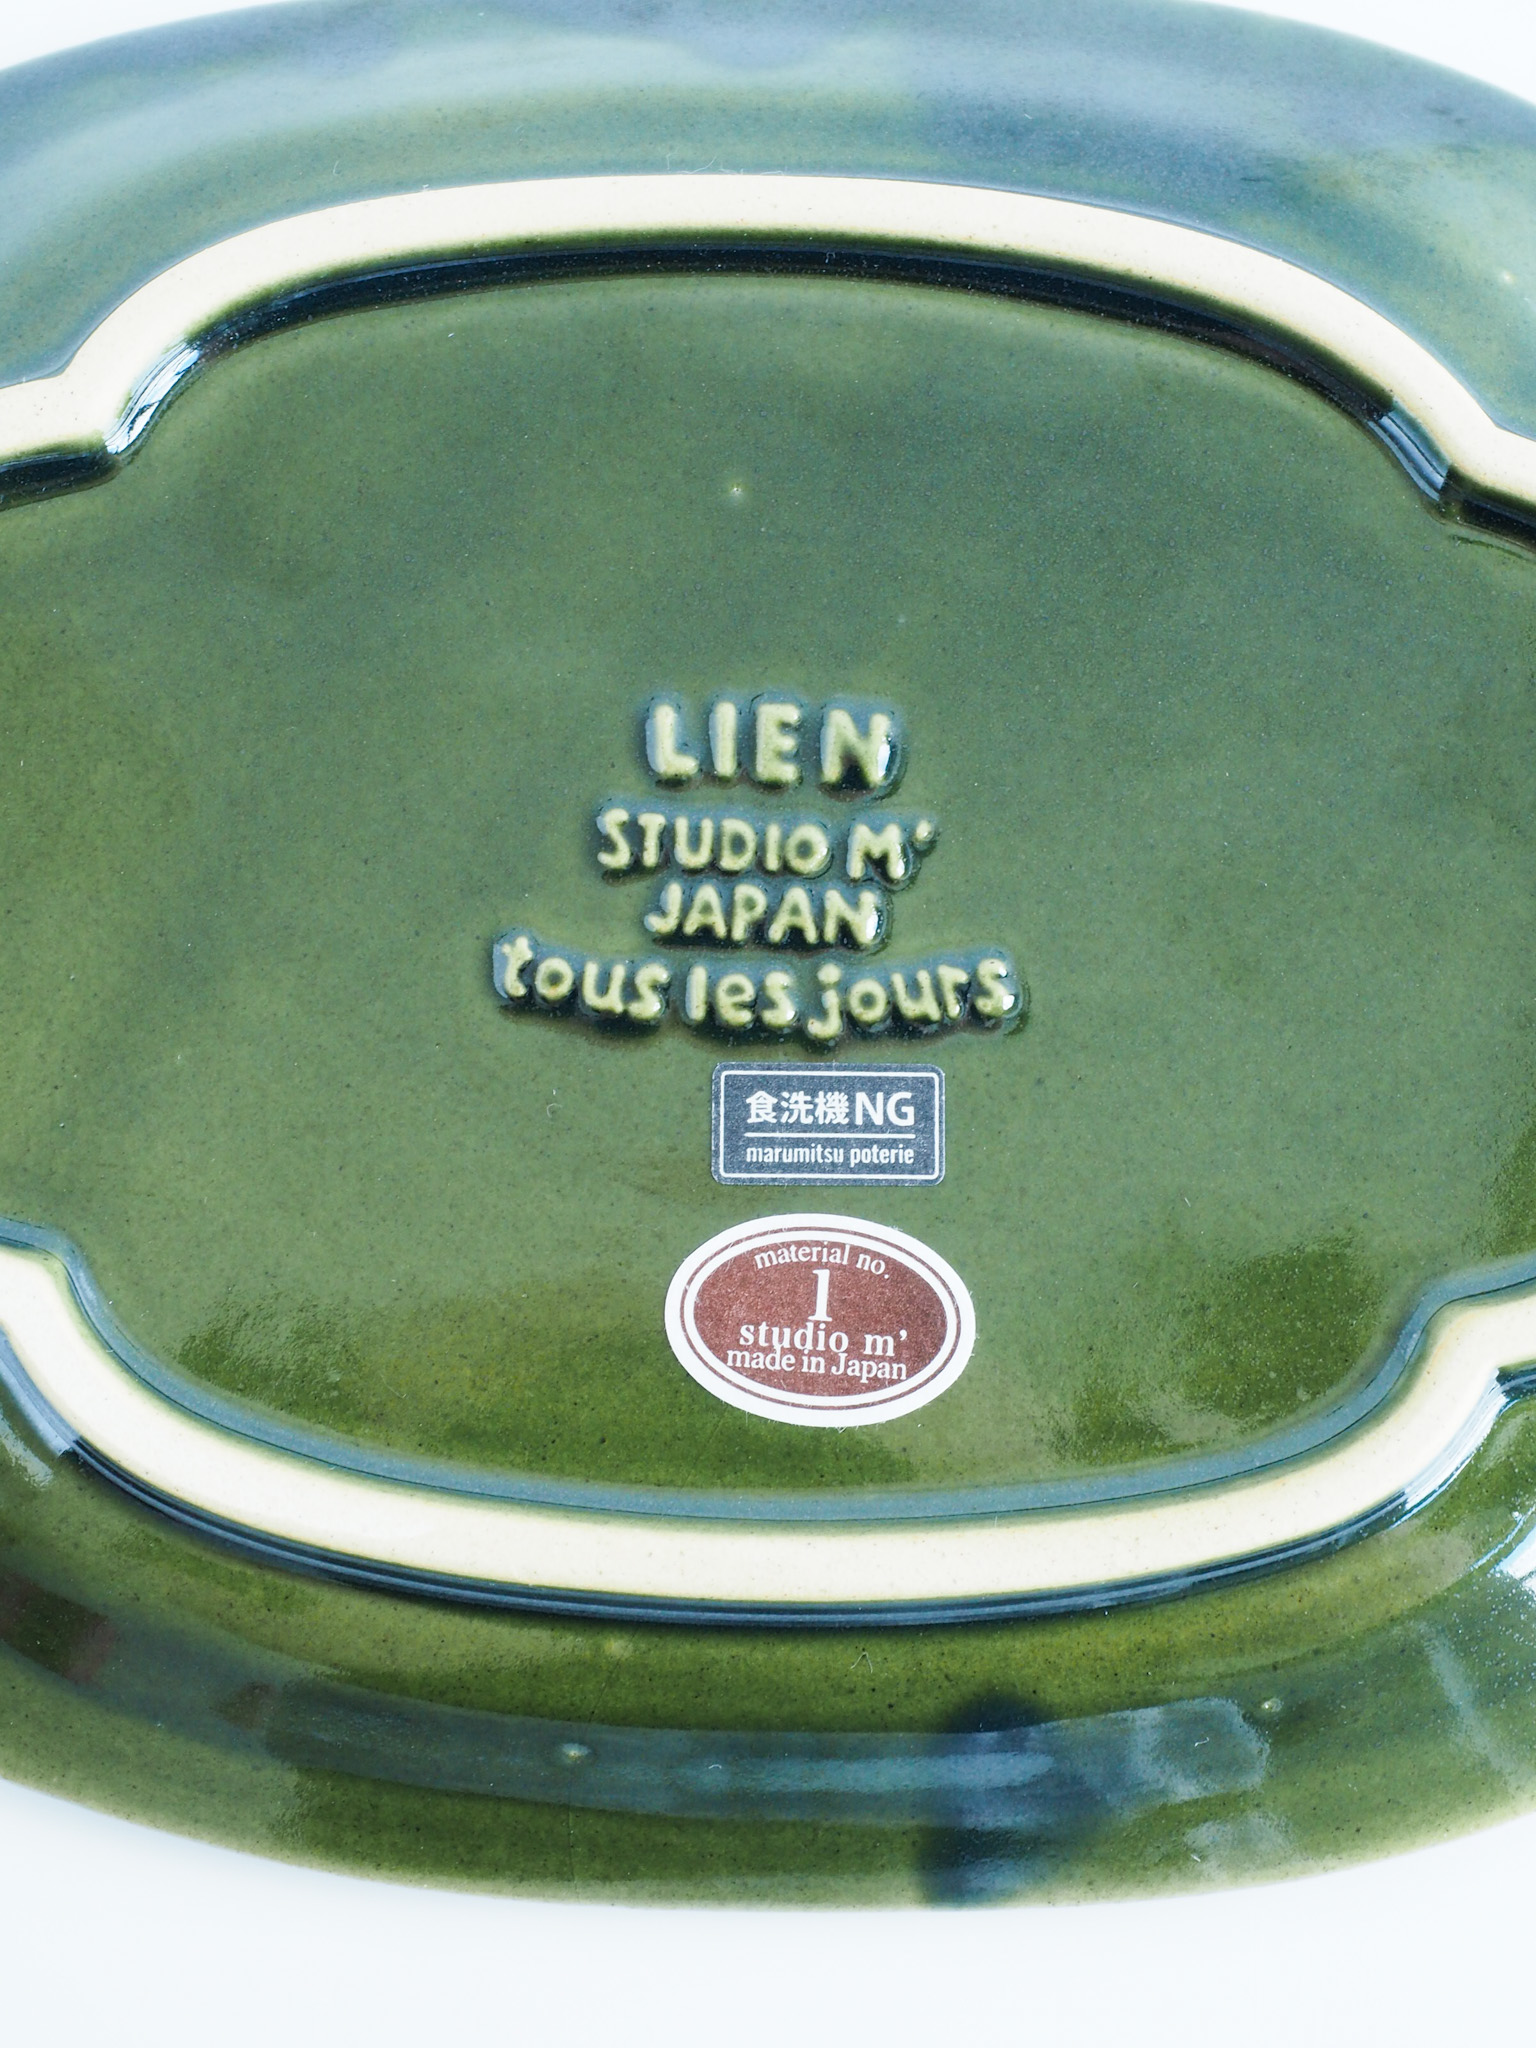 LIEN
STUDIO M'
JAPAN
tous les jours
食洗機NG
marumitsu poterie
material no.
1
studio m'
made in Japan